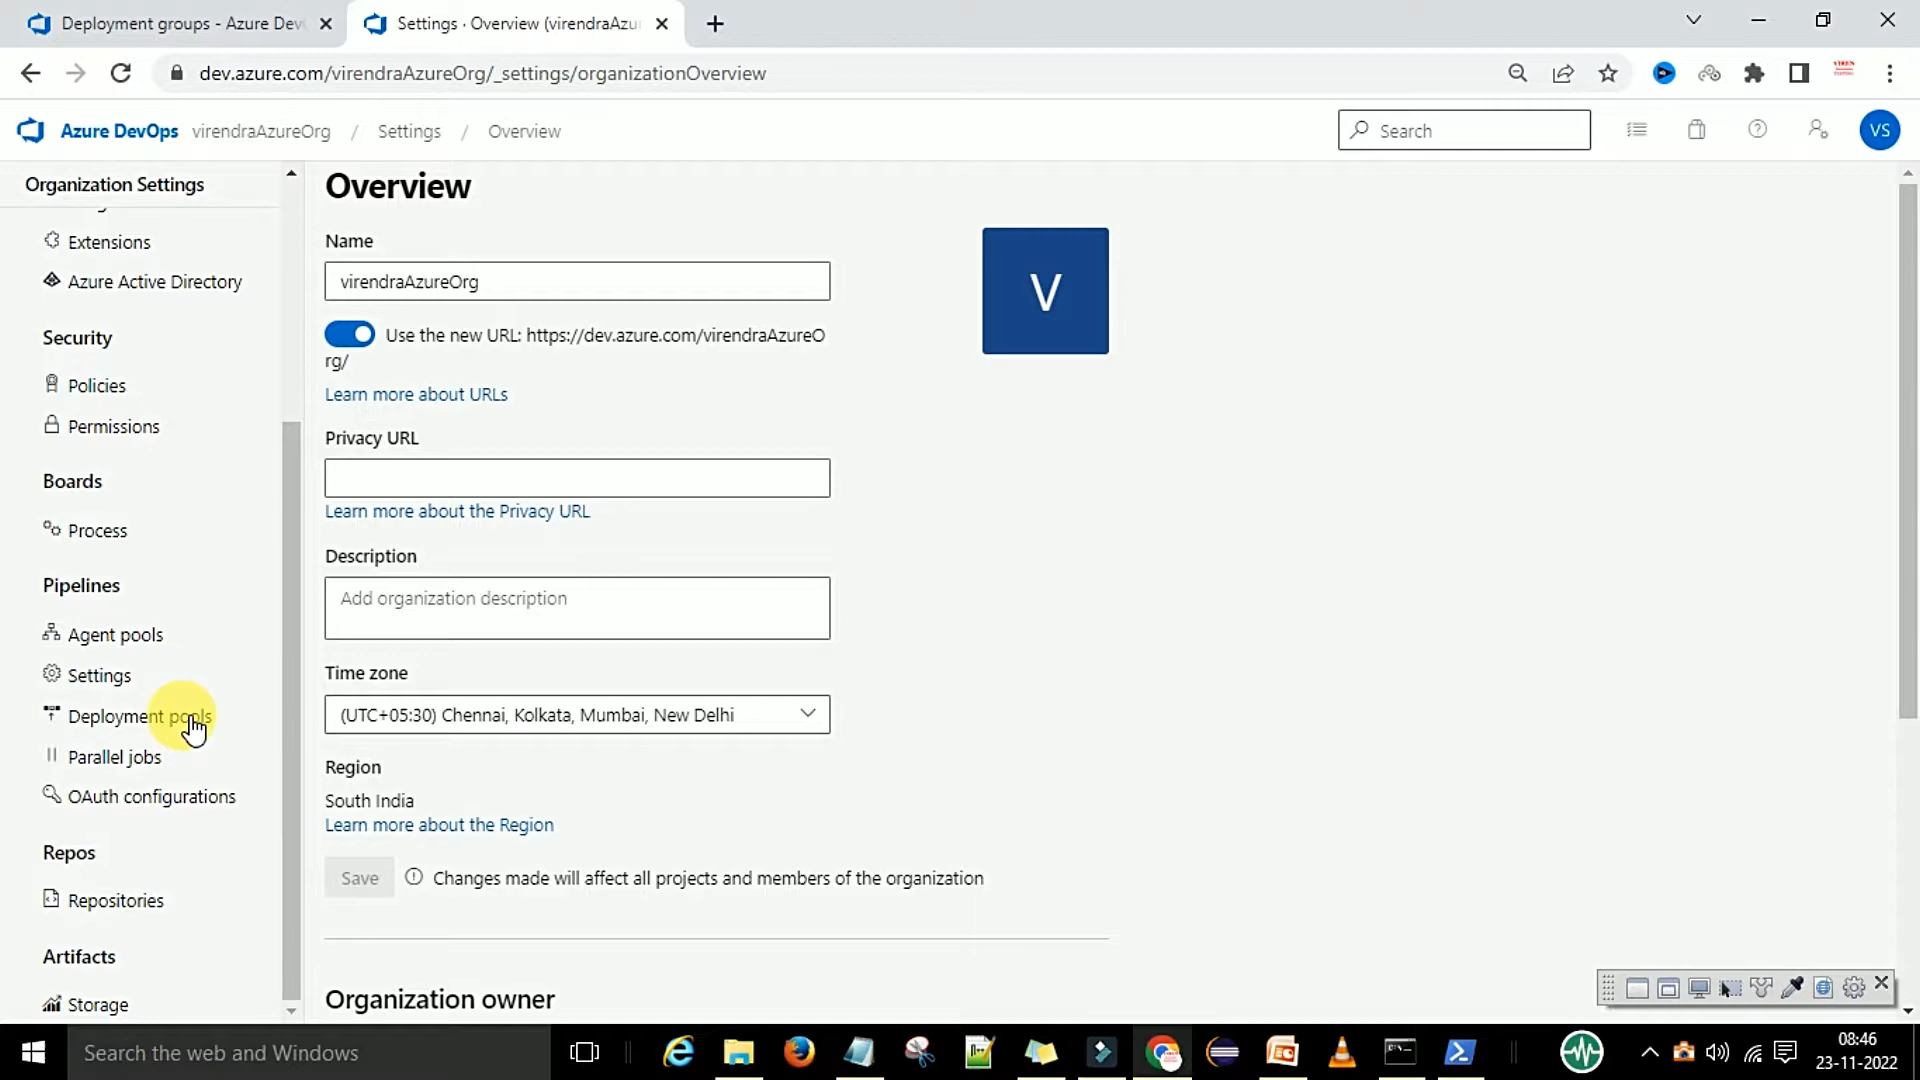 Deployment groups - Azure Dev
Settings · Overview (virendraAzu
dev.azure.com/virendraAzureOrg/_settings/organizationOverview
Azure DevOps virendraAzureOrg / Settings / Overview
Search
VS
Organization Settings
Extensions
Azure Active Directory
Security
Policies
Permissions
Boards
Process
Pipelines
Agent pools
Settings
Deployment pools
Parallel jobs
OAuth configurations
Repos
Repositories
Artifacts
Storage
Overview
Name
virendraAzureOrg
Use the new URL: https://dev.azure.com/virendraAzureO
rg/
Learn more about URLs
Privacy URL
Learn more about the Privacy URL
Description
Add organization description
Time zone
(UTC+05:30) Chennai, Kolkata, Mumbai, New Delhi
Region
South India
Learn more about the Region
Save
Changes made will affect all projects and members of the organization
Organization owner
V
Search the web and Windows
08:46
23-11-2022